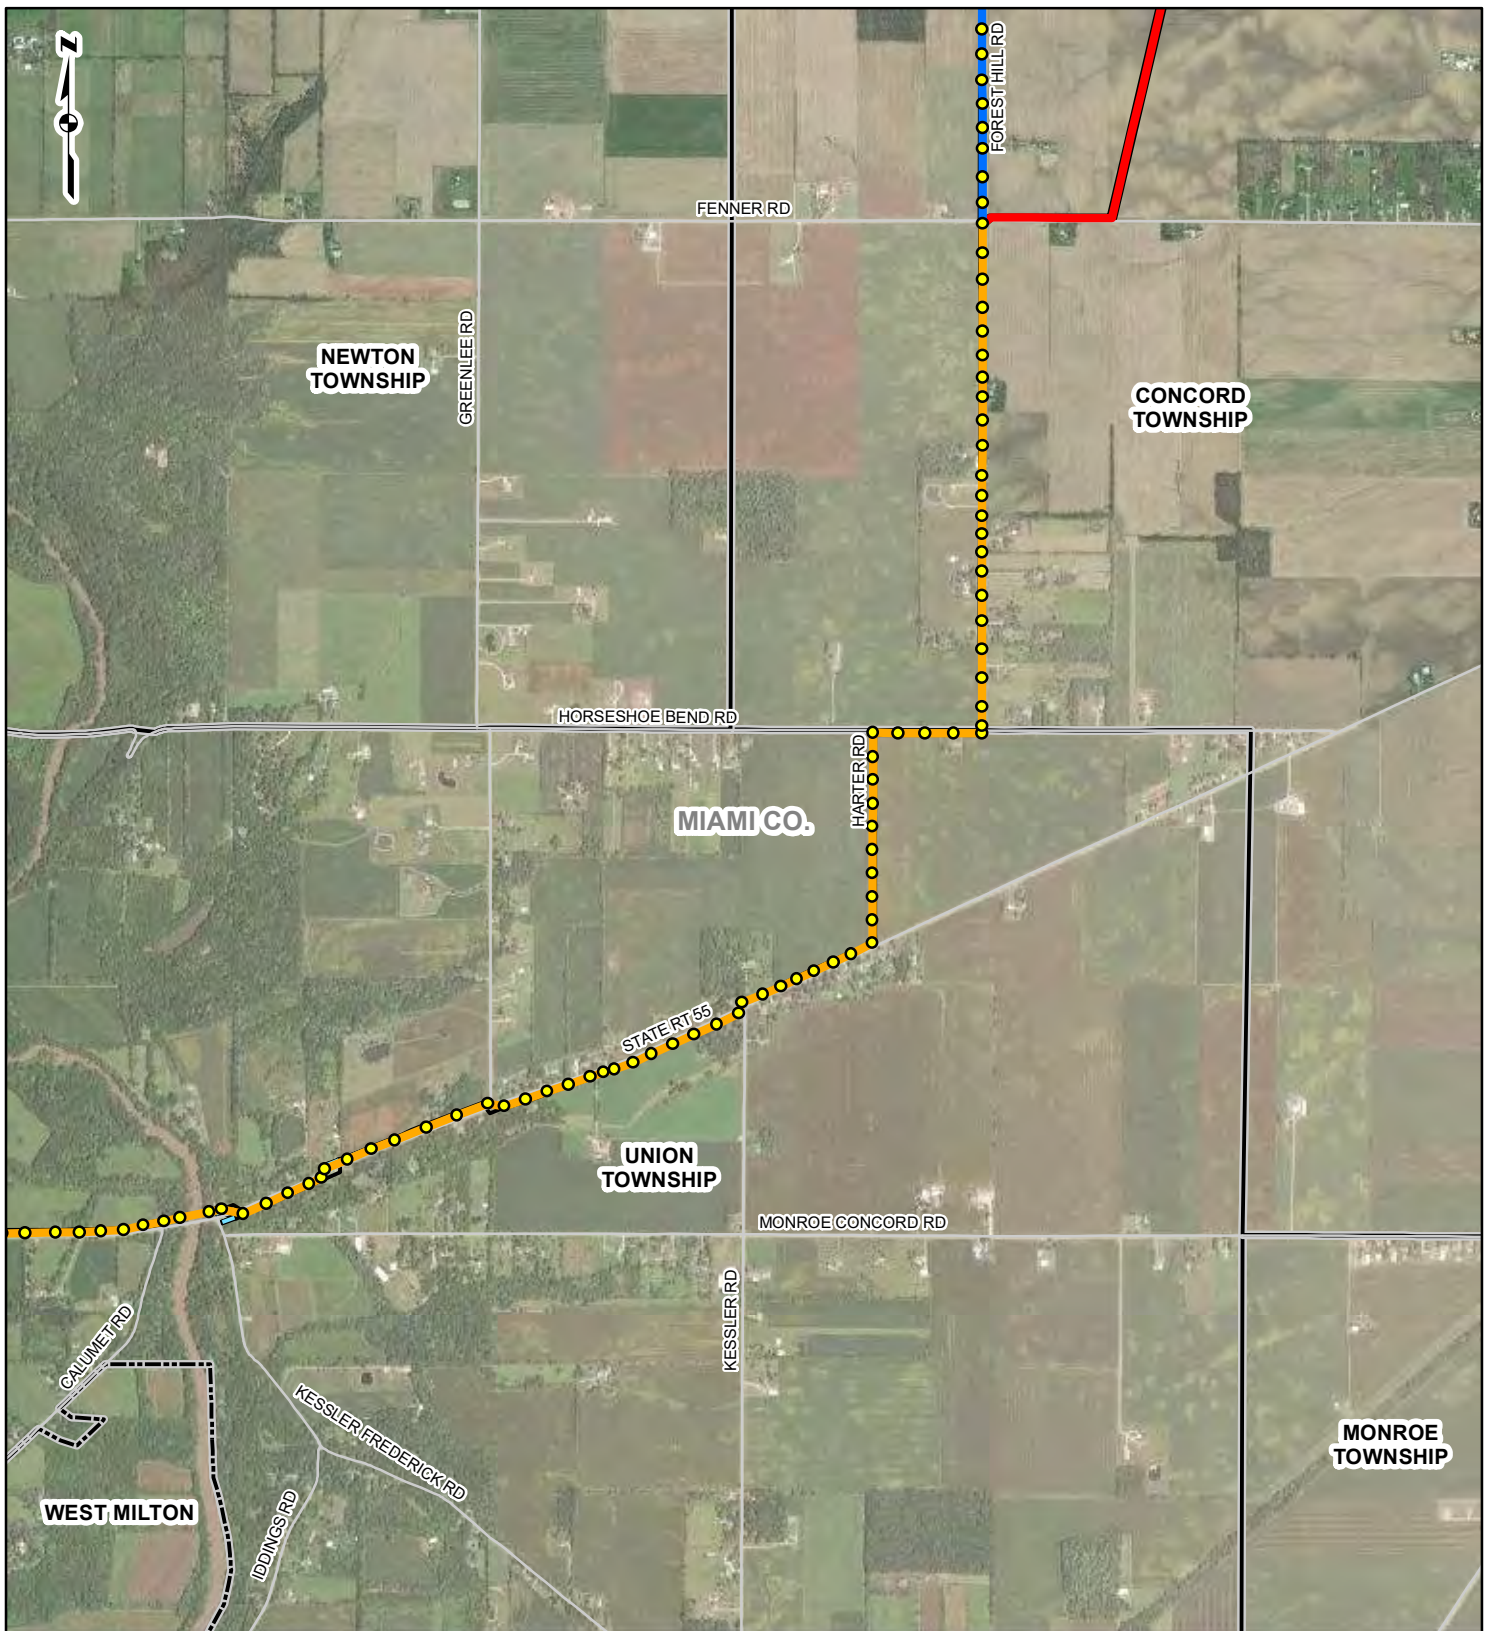 Z
FOREST HILL RD
FENNER RD
GREENLEE RD
NEWTON
TOWNSHIP
CONCORD
TOWNSHIP
HORSESHOE BEND RD
HARTER RD
MIAMI CO.
STATE RT 55
UNION
TOWNSHIP
MONROE CONCORD RD
KESSLER RD
CALUMET RD
KESSLER FREDERICK RD
MONROE
TOWNSHIP
WEST MILTON
IDDINGS RD